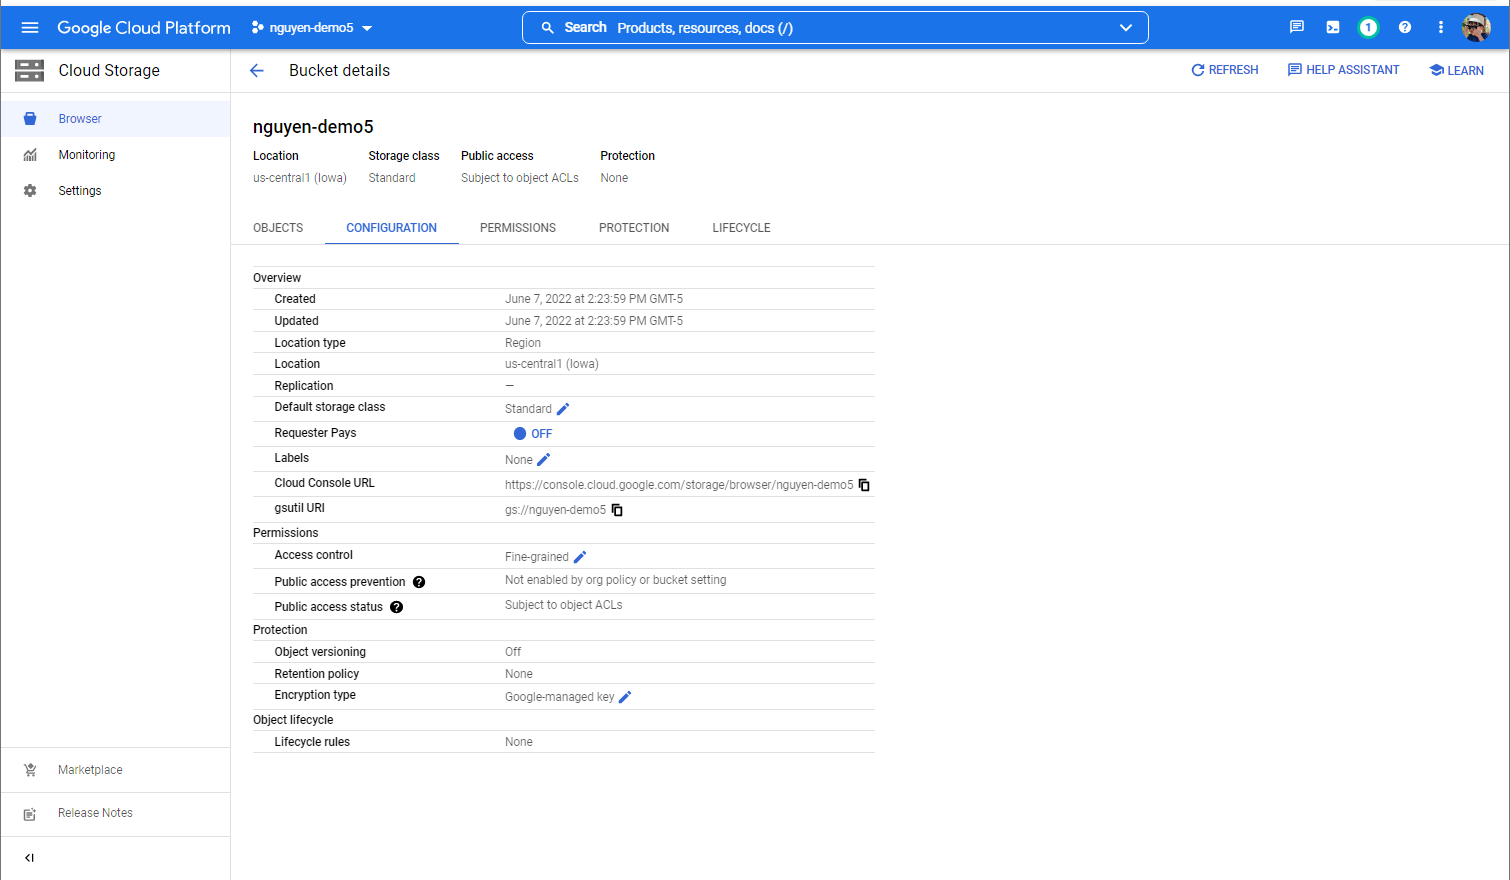 Google Cloud Platform
nguyen-demo5
Search Products, resources, docs (/)
1
Cloud Storage
Bucket details
REFRESH
HELP ASSISTANT
LEARN
Browser
Monitoring
Settings
Marketplace
Release Notes
nguyen-demo5
Location Storage class Public access Protection
us-central1 (Iowa) Standard Subject to object ACLs None
OBJECTS CONFIGURATION PERMISSIONS PROTECTION LIFECYCLE
Overview
Created June 7, 2022 at 2:23:59 PM GMT-5
Updated June 7, 2022 at 2:23:59 PM GMT-5
Location type Region
Location us-central1 (Iowa)
Replication —
Default storage class Standard
Requester Pays OFF
Labels None
Cloud Console URL https://console.cloud.google.com/storage/browser/nguyen-demo5
gsutil URI gs://nguyen-demo5
Permissions
Access control Fine-grained
Public access prevention Not enabled by org policy or bucket setting
Public access status Subject to object ACLs
Protection
Object versioning Off
Retention policy None
Encryption type Google-managed key
Object lifecycle
Lifecycle rules None